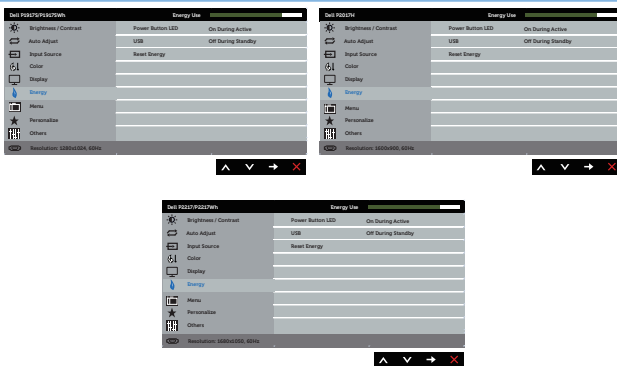 Dell P1917S/P1917SWh Energy Use
Brightness / Contrast Power Button LED On During Active
Auto Adjust USB Off During Standby
Input Source Reset Energy
Color
Display
Energy
Menu
Personalize
Others
Resolution: 1280x1024, 60Hz
Dell P2017H Energy Use
Brightness / Contrast Power Button LED On During Active
Auto Adjust USB Off During Standby
Input Source Reset Energy
Color
Display
Energy
Menu
Personalize
Others
Resolution: 1600x900, 60Hz
Dell P2217/P2217Wh Energy Use
Brightness / Contrast Power Button LED On During Active
Auto Adjust USB Off During Standby
Input Source Reset Energy
Color
Display
Energy
Menu
Personalize
Others
Resolution: 1680x1050, 60Hz